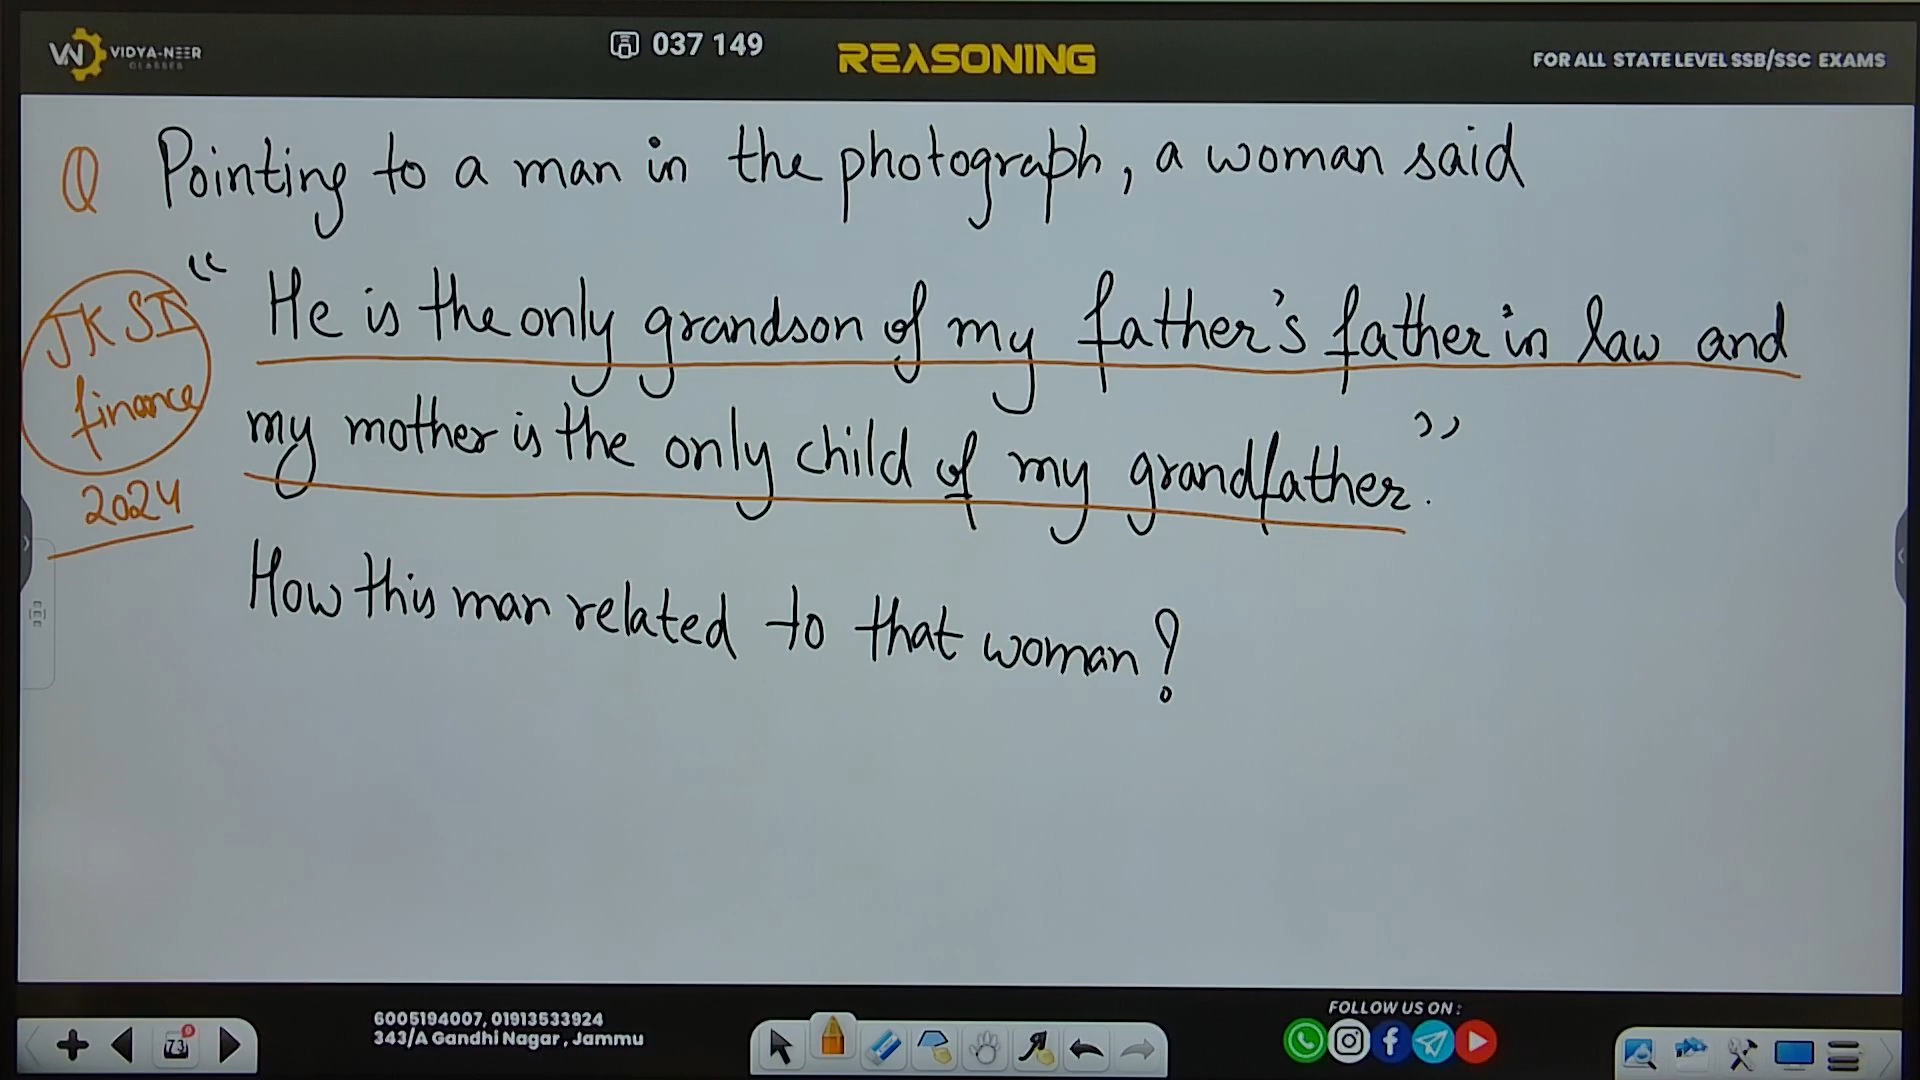 VN VIDYA-NEER
CLASSES
037 149
REASONING
FOR ALL STATE LEVEL SSB/SSC EXAMS
Q Pointing to a man in the photograph, a woman said
"He is the only grandson of my father's father in law and
my mother is the only child of my grandfather."
How this man related to that woman?
JKSI
finance
2024
73
6005194007, 01913533924
343/A Gandhi Nagar, Jammu
FOLLOW US ON :